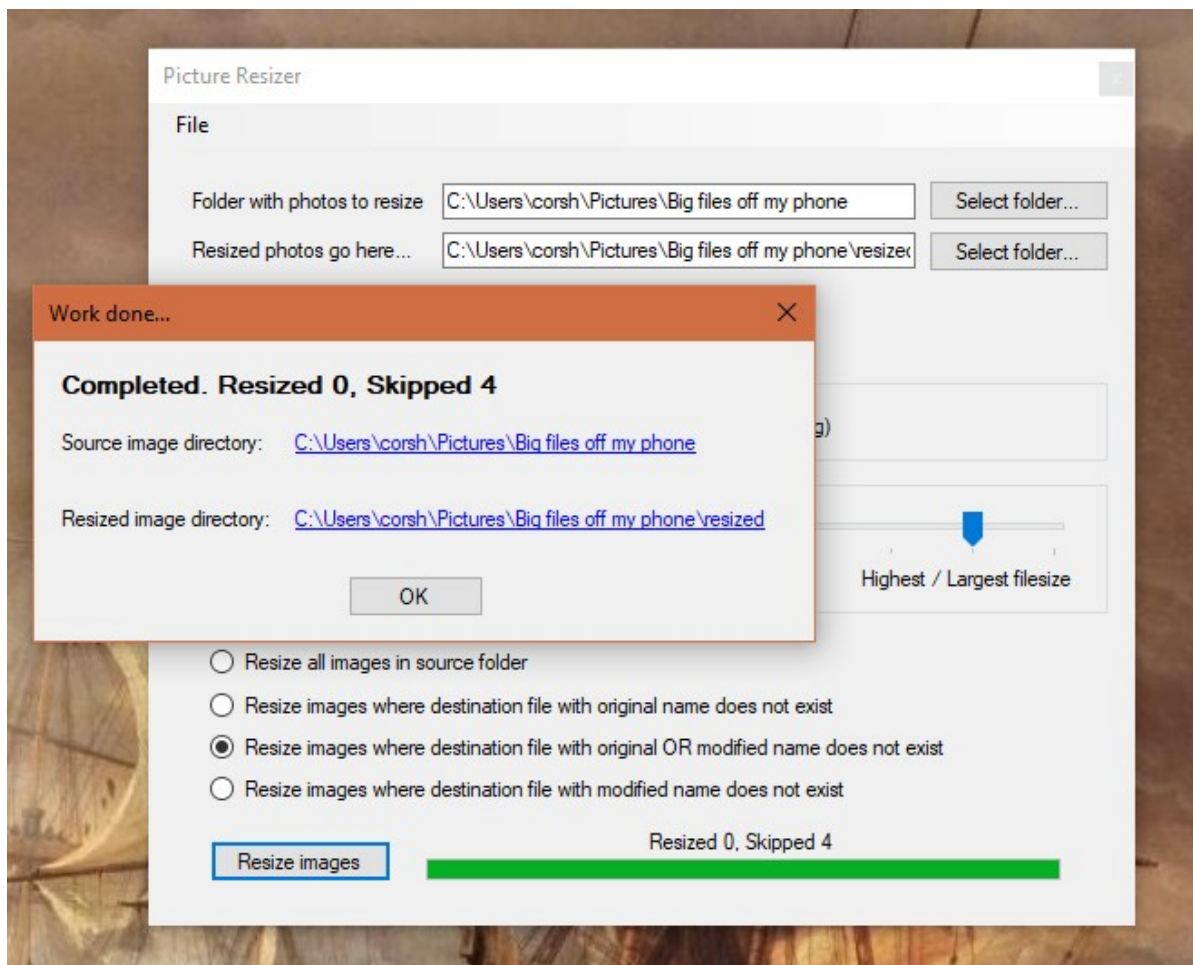 Picture Resizer
x
File
Folder with photos to resize C:\Users\corsh\Pictures\Big files off my phone Select folder...
Resized photos go here... C:\Users\corsh\Pictures\Big files off my phone\resized Select folder...
Work done...
Completed. Resized 0, Skipped 4
g)
Source image directory: C:\Users\corsh\Pictures\Big files off my phone
Resized image directory: C:\Users\corsh\Pictures\Big files off my phone\resized
Highest / Largest filesize
OK
Resize all images in source folder
Resize images where destination file with original name does not exist
Resize images where destination file with original OR modified name does not exist
Resize images where destination file with modified name does not exist
Resized 0, Skipped 4
Resize images